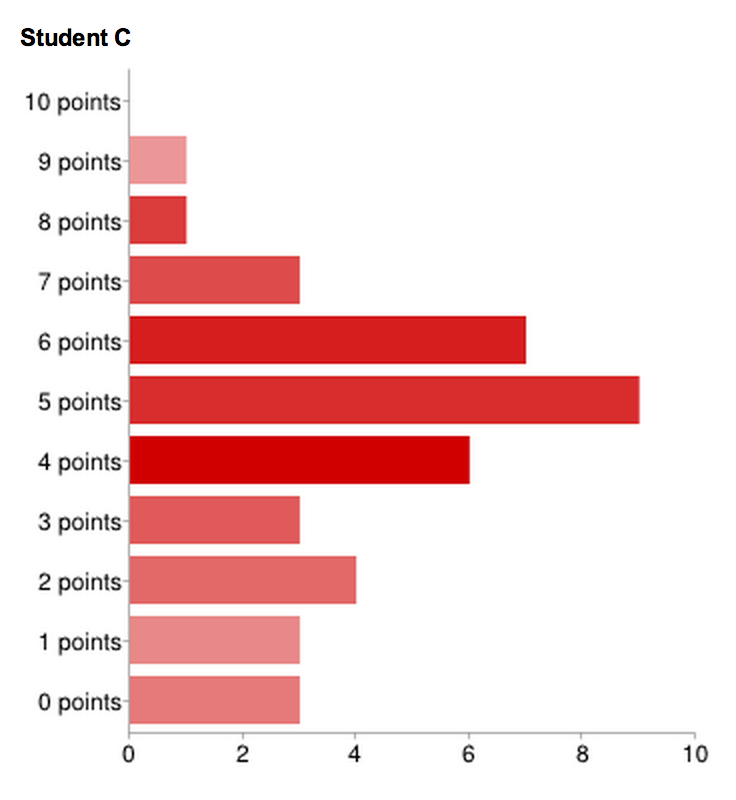 Student C
10 points
9 points
8 points
7 points
6 points
5 points
4 points
3 points
2 points
1 points
0 points
0 2 4 6 8 10